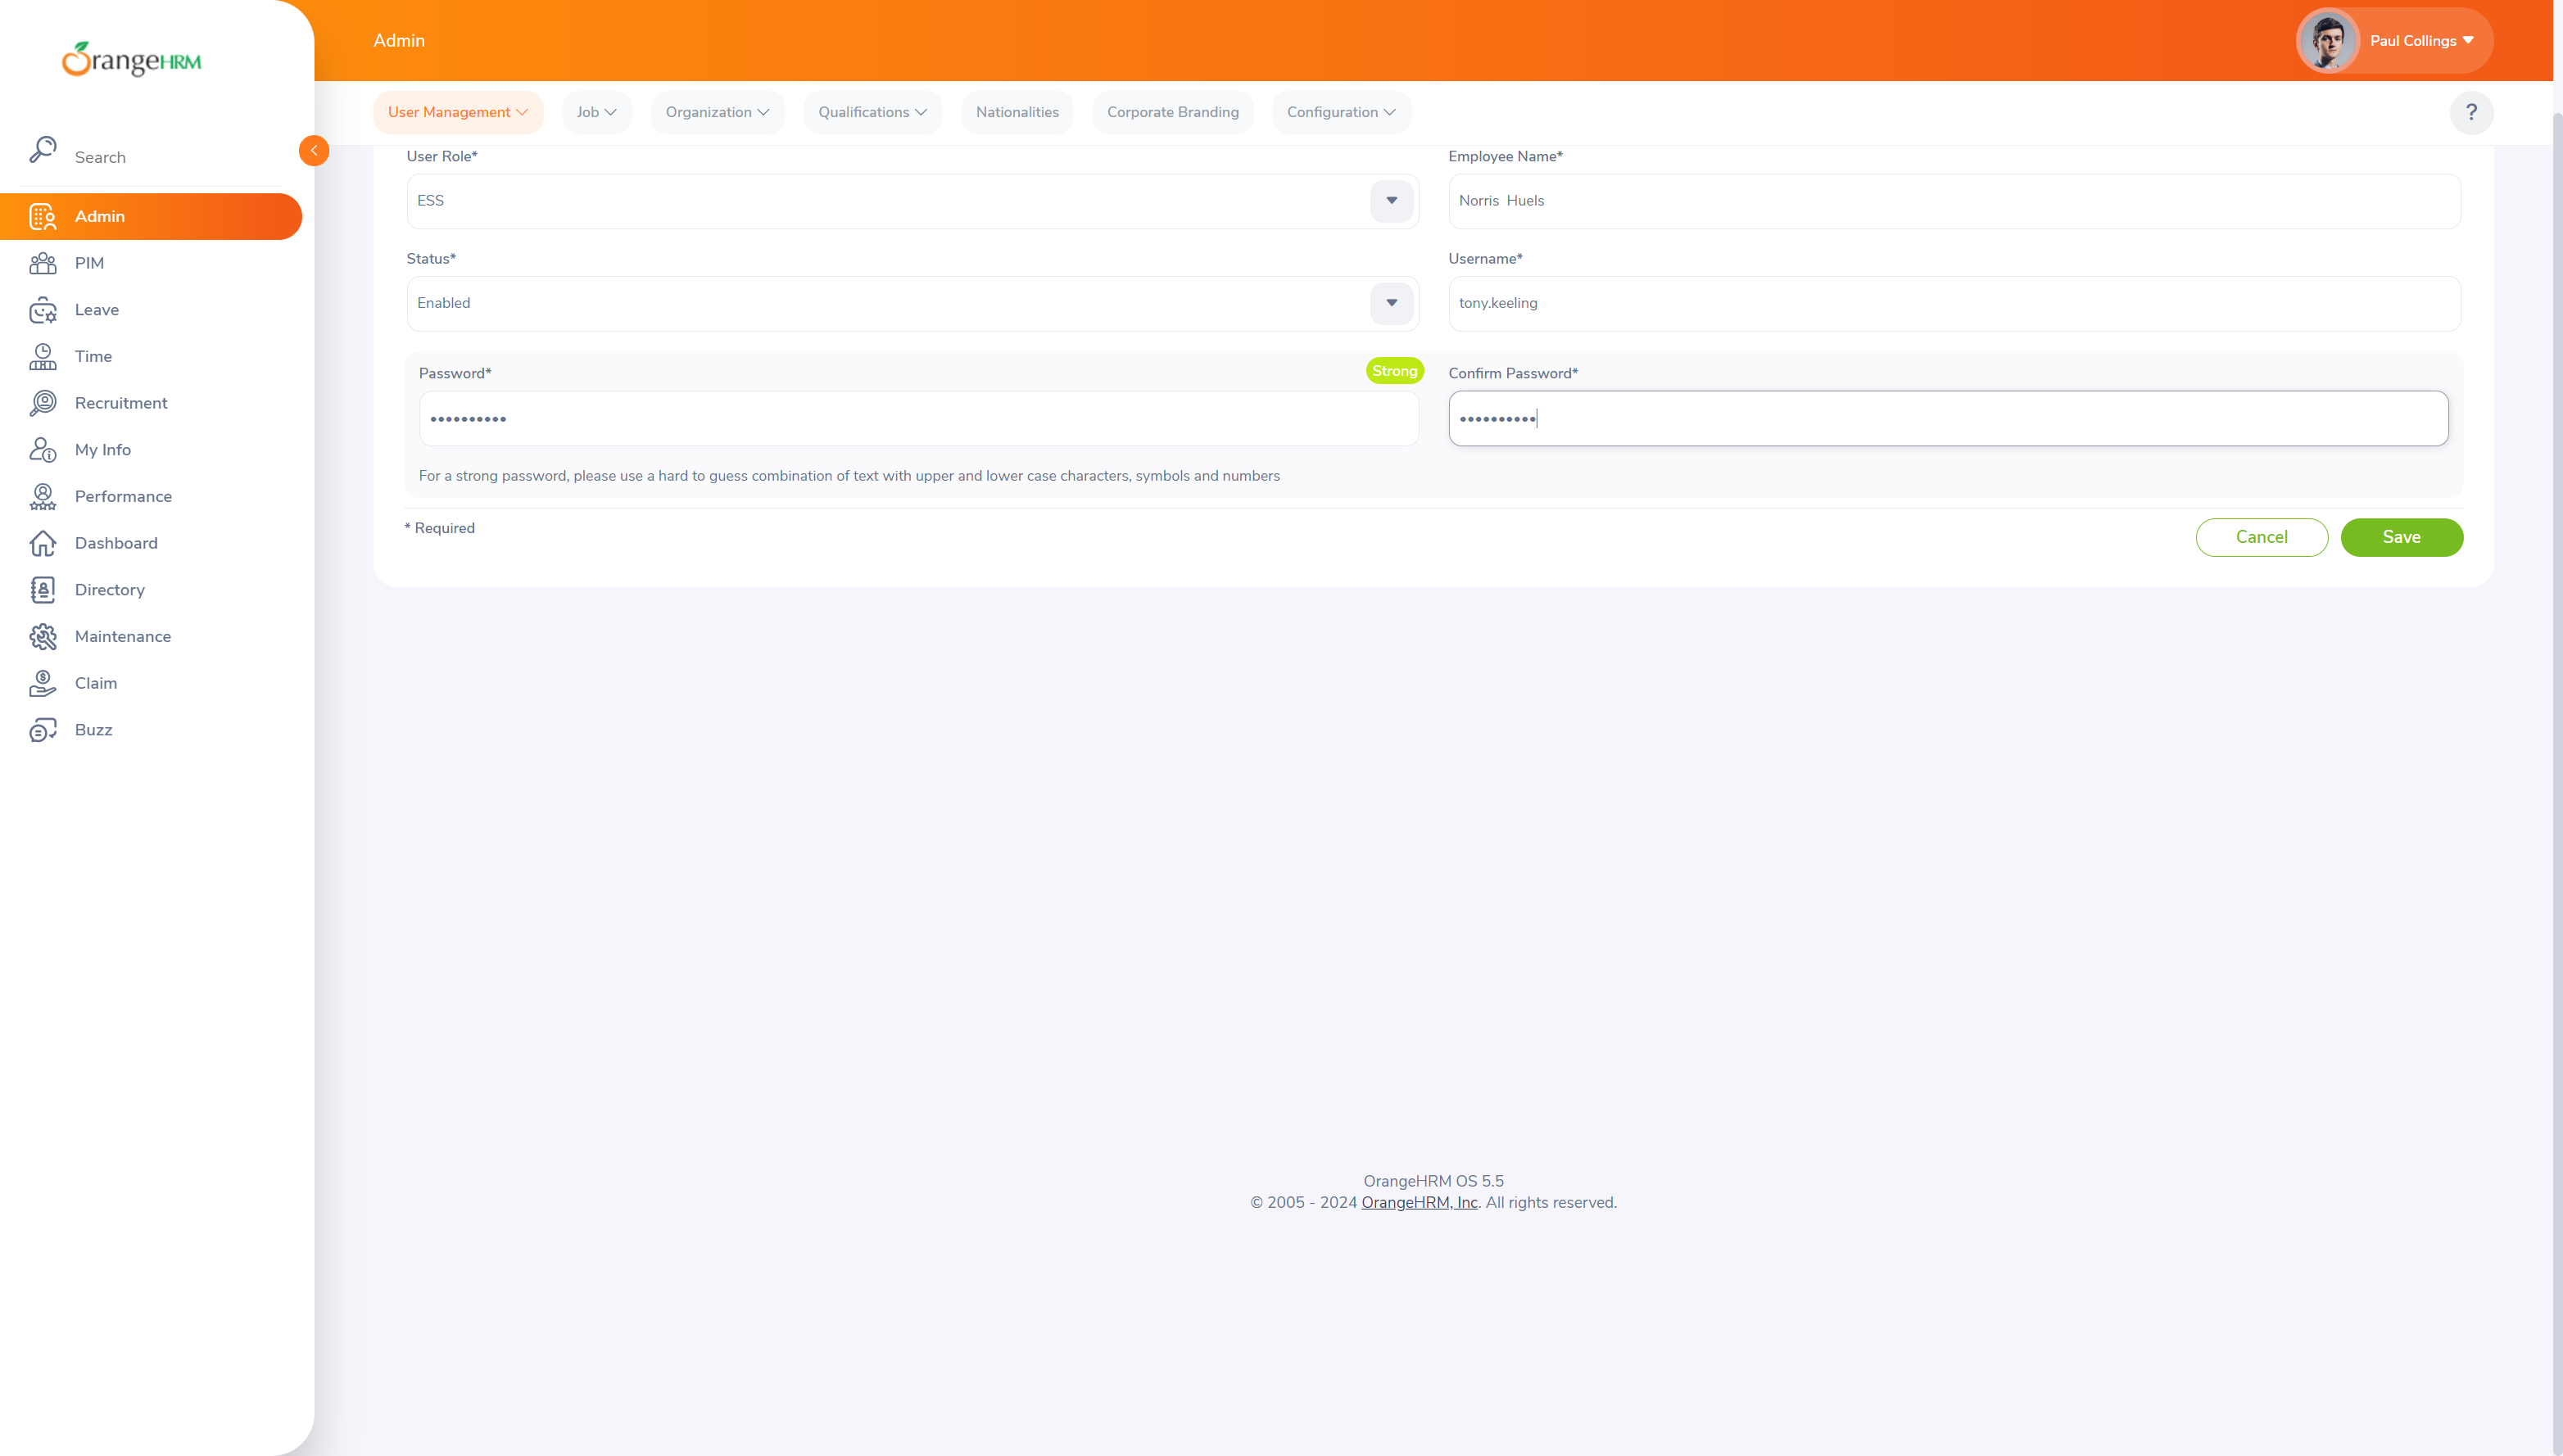 OrangeHRM
Search
Admin
PIM
Leave
Time
Recruitment
My Info
Performance
Dashboard
Directory
Maintenance
Claim
Buzz
Admin
Paul Collings
User Management
Job
Organization
Qualifications
Nationalities
Corporate Branding
Configuration
?
User Role*
ESS
Employee Name*
Norris Huels
Status*
Enabled
Username*
tony.keeling
Password*
Strong
••••••••••
Confirm Password*
••••••••••
For a strong password, please use a hard to guess combination of text with upper and lower case characters, symbols and numbers
* Required
Cancel
Save
OrangeHRM OS 5.5
© 2005 - 2024 OrangeHRM, Inc. All rights reserved.